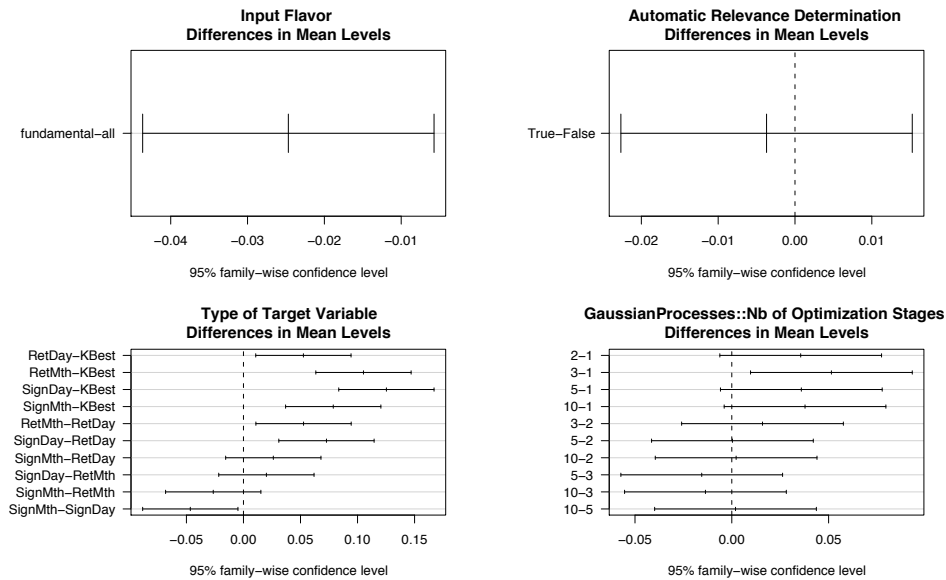 Input Flavor
Differences in Mean Levels
fundamental−all
−0.04 −0.03 −0.02 −0.01
95% family−wise confidence level
Automatic Relevance Determination
Differences in Mean Levels
True−False
−0.02 −0.01 0.00 0.01
95% family−wise confidence level
Type of Target Variable
Differences in Mean Levels
RetDay−KBest
RetMth−KBest
SignDay−KBest
SignMth−KBest
RetMth−RetDay
SignDay−RetDay
SignMth−RetDay
SignDay−RetMth
SignMth−RetMth
SignMth−SignDay
−0.05 0.00 0.05 0.10 0.15
95% family−wise confidence level
GaussianProcesses::Nb of Optimization Stages
Differences in Mean Levels
2−1
3−1
5−1
10−1
3−2
5−2
10−2
5−3
10−3
10−5
−0.05 0.00 0.05
95% family−wise confidence level